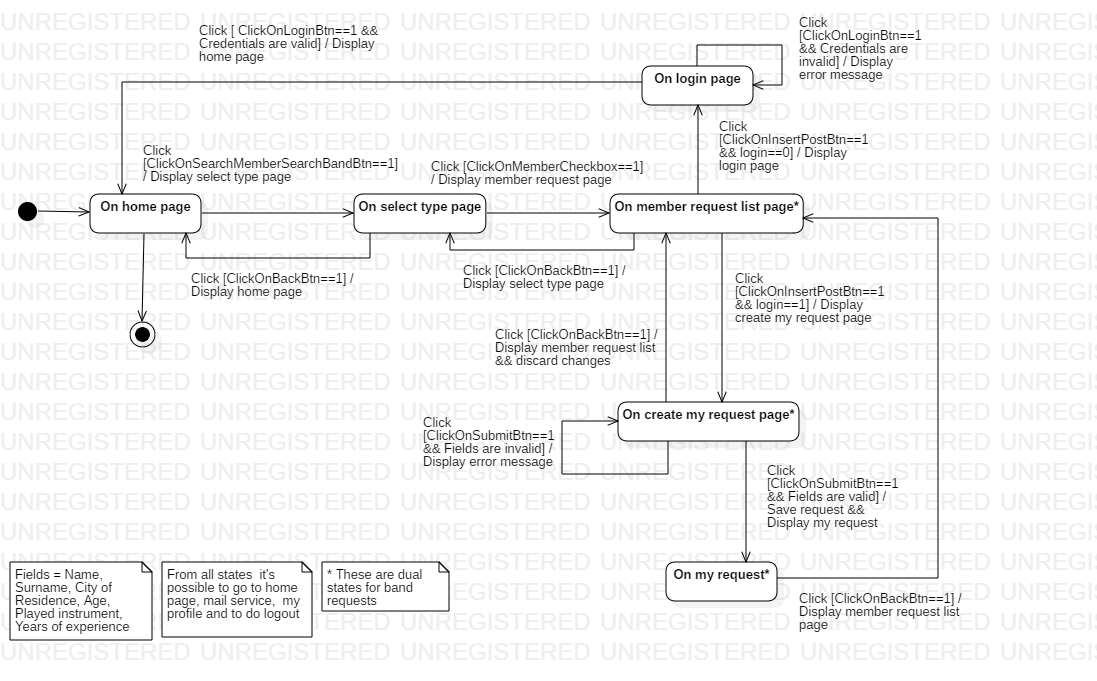 Click [ ClickOnLoginBtn==1 &&
Credentials are valid] / Display
home page
Click
[ClickOnLoginBtn==1
&& Credentials are
invalid] / Display
error message
On login page
Click
[ClickOnInsertPostBtn==1
&& login==0] / Display
login page
Click
[ClickOnSearchMemberSearchBandBtn==1]
/ Display select type page
Click [ClickOnMemberCheckbox==1]
/ Display member request page
On home page
On select type page
On member request list page*
Click [ClickOnBackBtn==1] /
Display home page
Click [ClickOnBackBtn==1] /
Display select type page
Click
[ClickOnInsertPostBtn==1
&& login==1] / Display
create my request page
Click [ClickOnBackBtn==1] /
Display member request list
&& discard changes
On create my request page*
Click
[ClickOnSubmitBtn==1
&& Fields are invalid] /
Display error message
Click
[ClickOnSubmitBtn==1
&& Fields are valid] /
Save request &&
Display my request
On my request*
Click [ClickOnBackBtn==1] /
Display member request list
page
Fields = Name,
Surname, City of
Residence, Age,
Played instrument,
Years of experience
From all states  it's
possible to go to home
page, mail service,  my
profile and to do logout
* These are dual
states for band
requests
UNREGISTERED UNREGISTERED UNREGISTERED UNREGISTERED UNREGISTERED